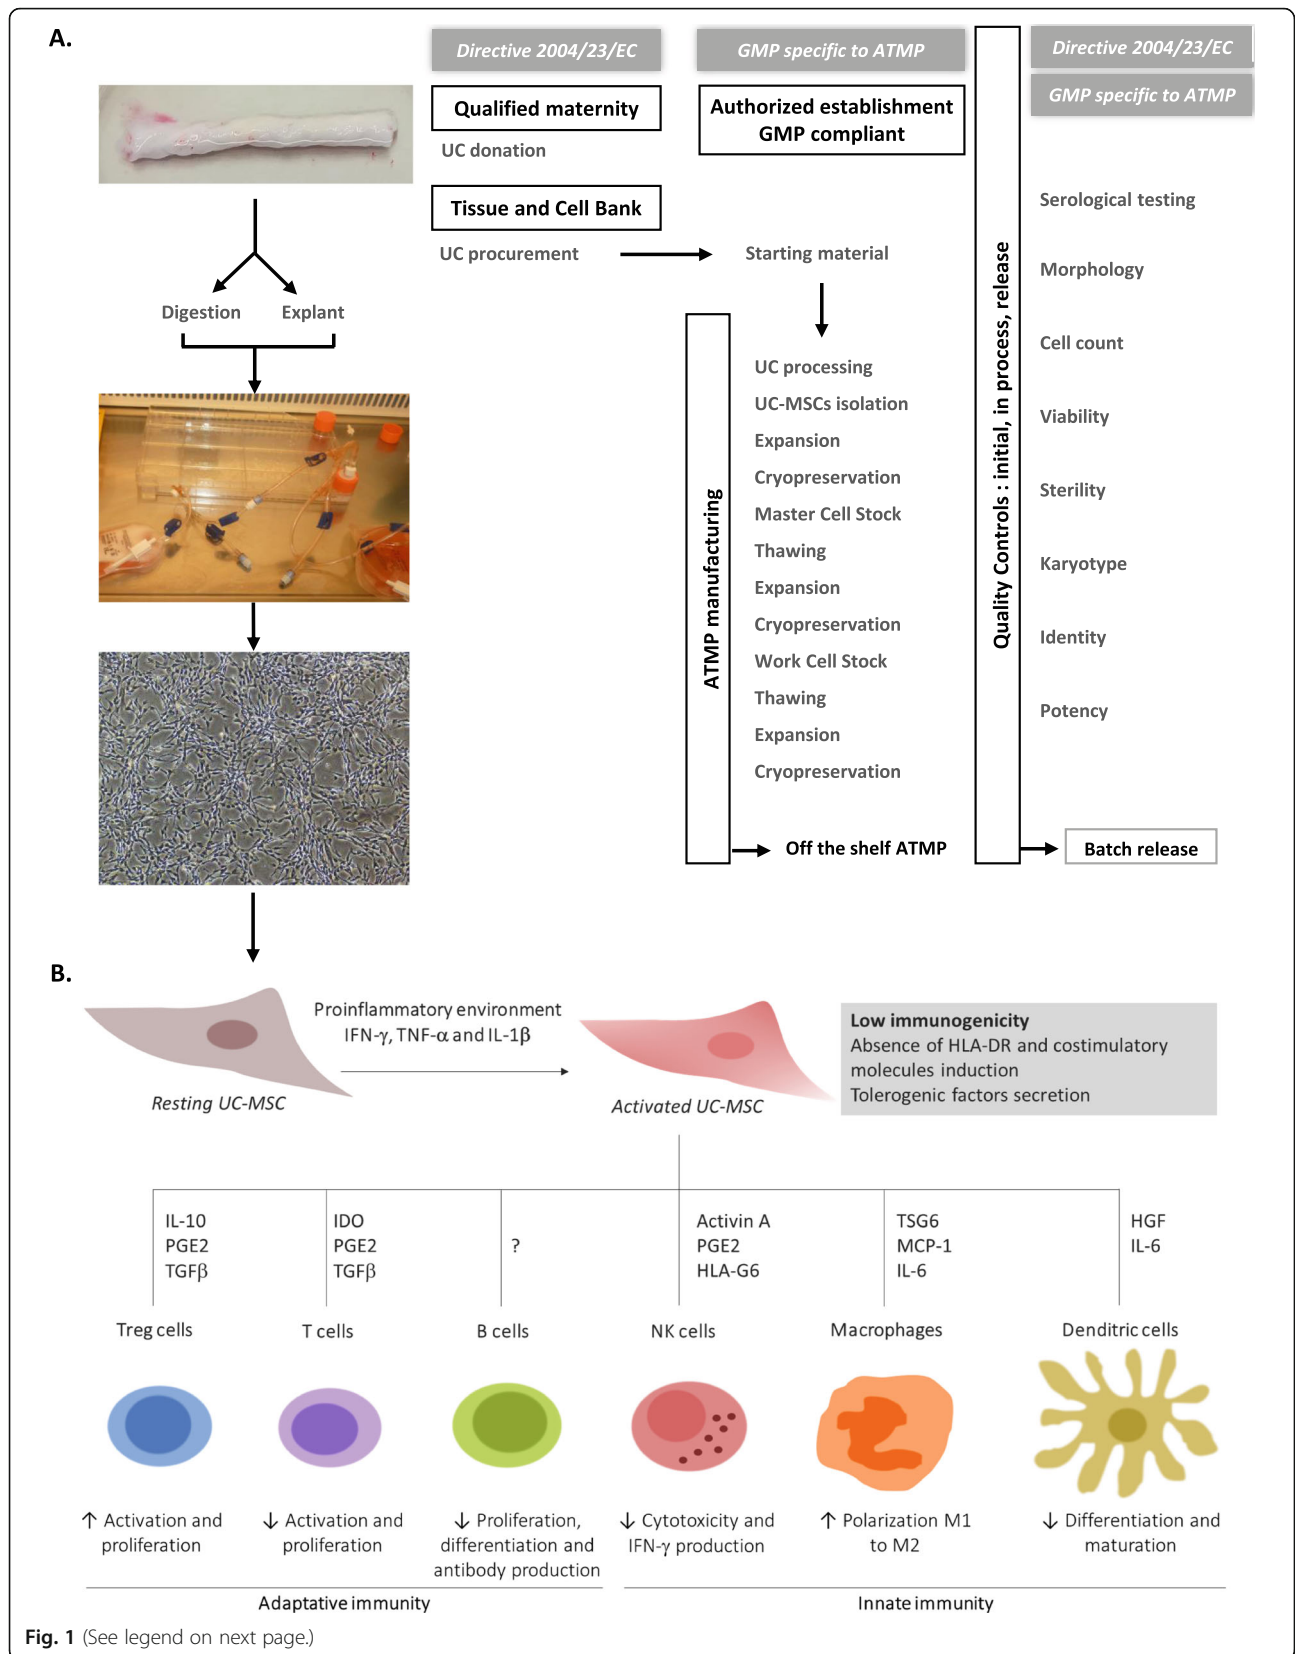 A.
Directive 2004/23/EC
Qualified maternity
UC donation
Tissue and Cell Bank
UC procurement
Digestion
Explant
GMP specific to ATMP
Authorized establishment
GMP compliant
Starting material
ATMP manufacturing
UC processing
UC-MSCs isolation
Expansion
Cryopreservation
Master Cell Stock
Thawing
Expansion
Cryopreservation
Work Cell Stock
Thawing
Expansion
Cryopreservation
Off the shelf ATMP
Quality Controls : initial, in process, release
Directive 2004/23/EC
GMP specific to ATMP
Serological testing
Morphology
Cell count
Viability
Sterility
Karyotype
Identity
Potency
Batch release
B.
Resting UC-MSC
Proinflammatory environment
IFN-γ, TNF-α and IL-1β
Activated UC-MSC
Low immunogenicity
Absence of HLA-DR and costimulatory
molecules induction
Tolerogenic factors secretion
IL-10
PGE2
TGFβ
Treg cells
↑ Activation and
proliferation
IDO
PGE2
TGFβ
T cells
↓ Activation and
proliferation
?
B cells
↓ Proliferation,
differentiation and
antibody production
Activin A
PGE2
HLA-G6
NK cells
↓ Cytotoxicity and
IFN-γ production
TSG6
MCP-1
IL-6
Macrophages
↑ Polarization M1
to M2
HGF
IL-6
Denditric cells
↓ Differentiation and
maturation
Adaptative immunity
Innate immunity
Fig. 1 (See legend on next page.)